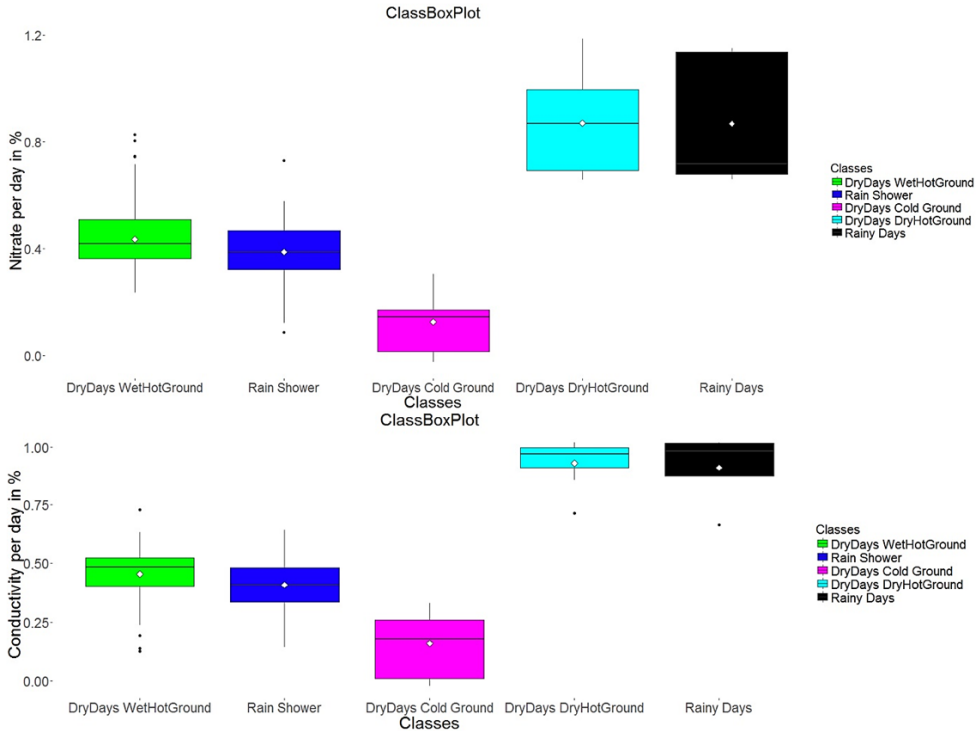 ClassBoxPlot
Nitrate per day in %
1.2-
0.8-
0.4-
0.0-
DryDays WetHotGround Rain Shower DryDays Cold Ground DryDays DryHotGround Rainy Days
Classes
Classes
DryDays WetHotGround
Rain Shower
DryDays Cold Ground
DryDays DryHotGround
Rainy Days
ClassBoxPlot
Conductivity per day in %
1.00-
0.75-
0.50-
0.25-
0.00-
DryDays WetHotGround Rain Shower DryDays Cold Ground DryDays DryHotGround Rainy Days
Classes
Classes
DryDays WetHotGround
Rain Shower
DryDays Cold Ground
DryDays DryHotGround
Rainy Days